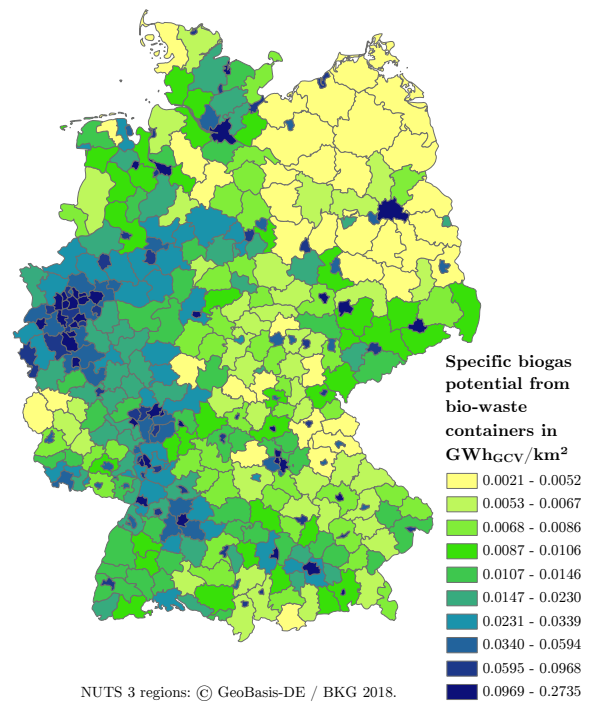 Specific biogas
potential from
bio-waste
containers in
GWhGCV/km²
0.0021 - 0.0052
0.0053 - 0.0067
0.0068 - 0.0086
0.0087 - 0.0106
0.0107 - 0.0146
0.0147 - 0.0230
0.0231 - 0.0339
0.0340 - 0.0594
0.0595 - 0.0968
0.0969 - 0.2735
NUTS 3 regions: © GeoBasis-DE / BKG 2018.